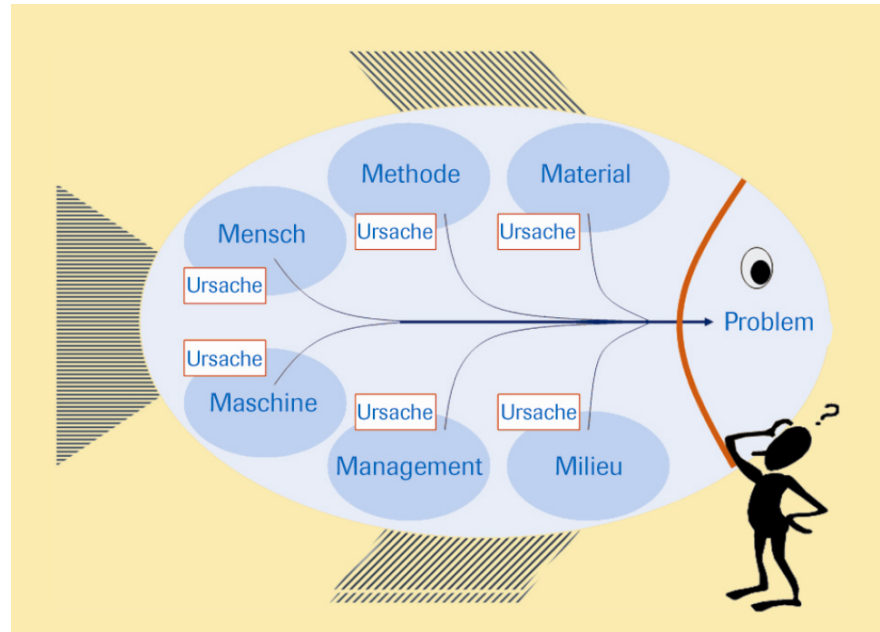 Methode
Material
Mensch
Ursache
Ursache
Ursache
Problem
Ursache
Ursache
Ursache
Maschine
Management
Milieu
?